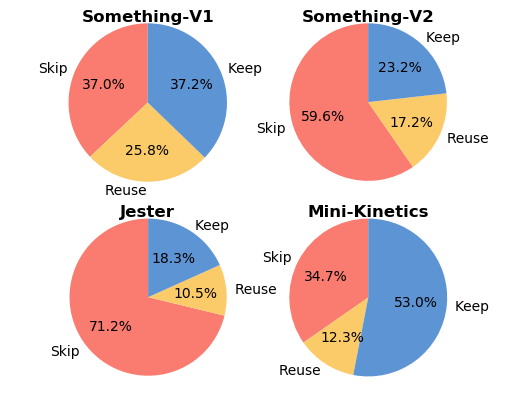 Something-V1
Skip
37.0%
37.2%
Keep
25.8%
Reuse
Something-V2
Keep
23.2%
Skip
59.6%
17.2%
Reuse
Jester
Keep
18.3%
10.5%
Reuse
71.2%
Skip
Mini-Kinetics
Skip
34.7%
53.0%
Keep
12.3%
Reuse